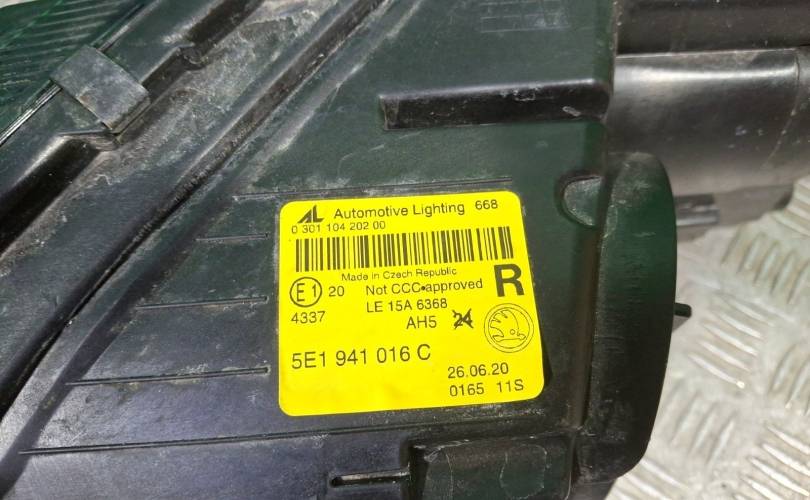 AL Automotive Lighting 668
0 301 104 202 00
Made in Czech Republic
E1 20 Not CCC•approved R
4337 LE 15A 6368
AH5 24
5E1 941 016 C
26.06.20
0165 11S